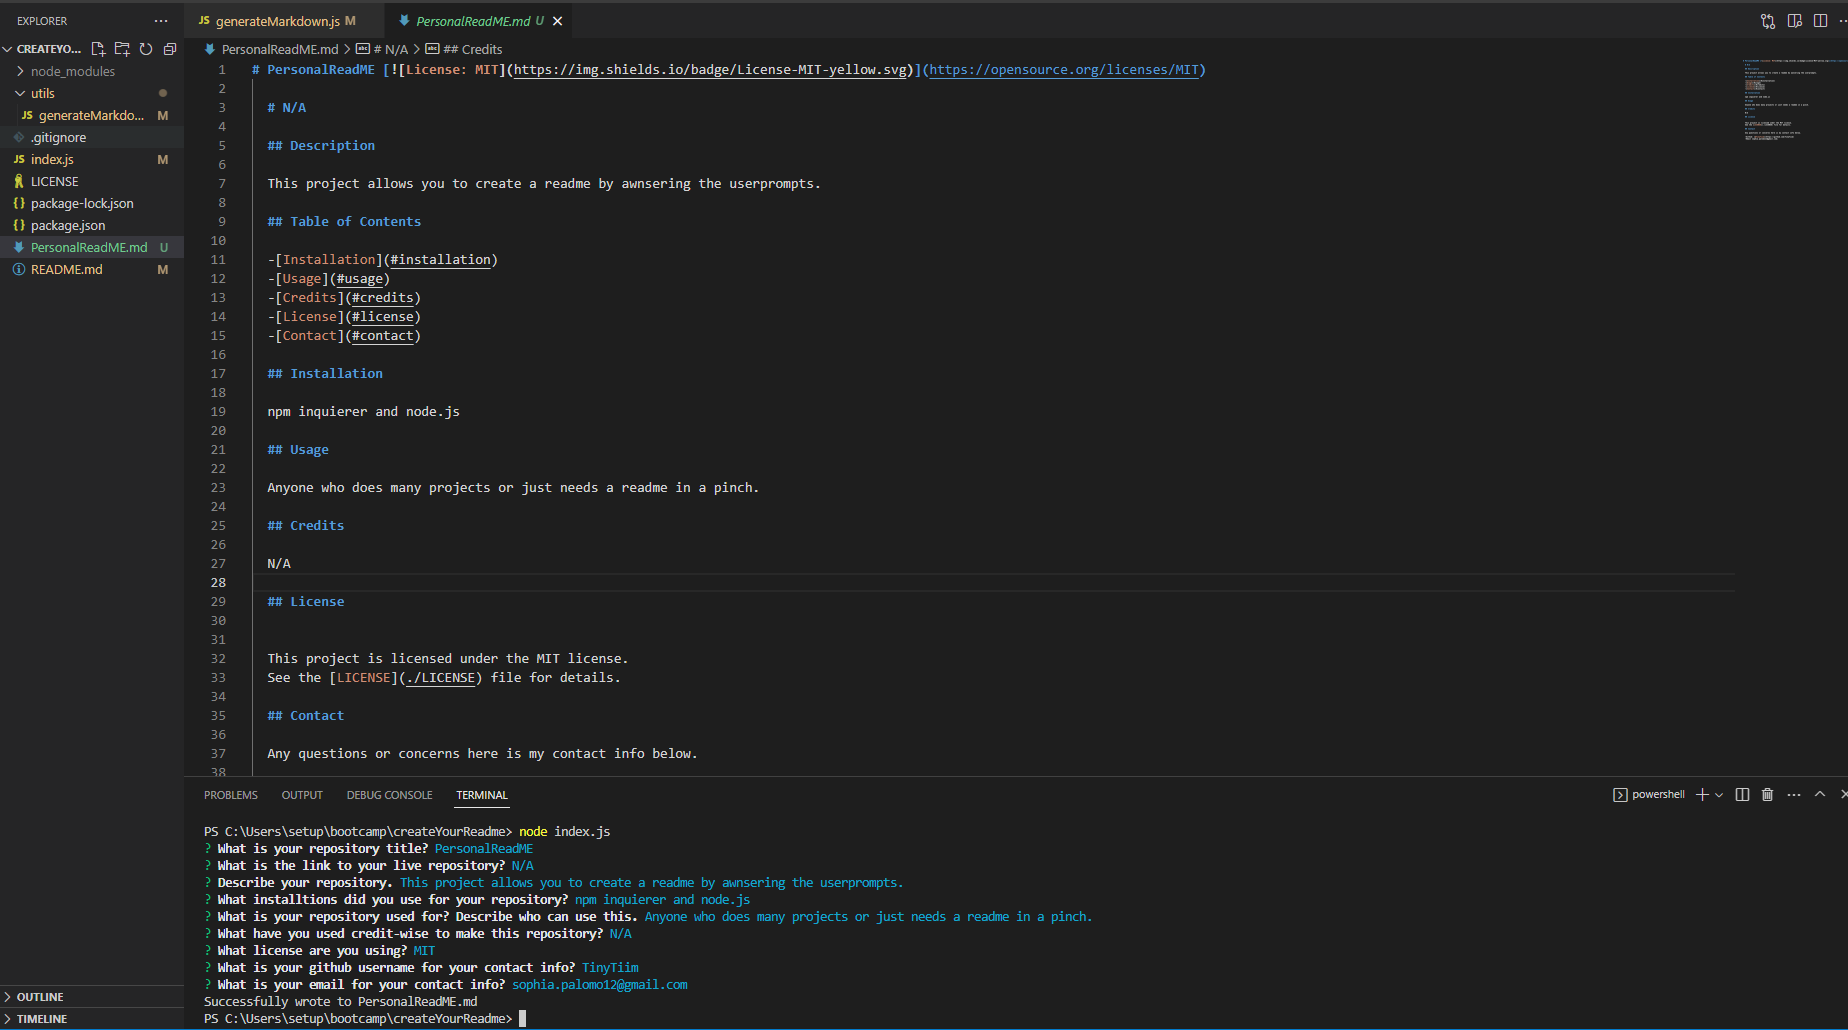 EXPLORER
CREATEYO...
node_modules
utils
JS generateMarkdo... M
.gitignore
JS index.js M
LICENSE
{} package-lock.json
{} package.json
PersonalReadME.md U
README.md M
OUTLINE
TIMELINE
JS generateMarkdown.js M
PersonalReadME.md U
PersonalReadME.md > # N/A > ## Credits
1 # PersonalReadME [![License: MIT](https://img.shields.io/badge/License-MIT-yellow.svg)](https://opensource.org/licenses/MIT)
2
3 # N/A
4
5 ## Description
6
7 This project allows you to create a readme by awnsering the userprompts.
8
9 ## Table of Contents
10
11 -[Installation](#installation)
12 -[Usage](#usage)
13 -[Credits](#credits)
14 -[License](#license)
15 -[Contact](#contact)
16
17 ## Installation
18
19 npm inquierer and node.js
20
21 ## Usage
22
23 Anyone who does many projects or just needs a readme in a pinch.
24
25 ## Credits
26
27 N/A
28
29 ## License
30
31
32 This project is licensed under the MIT license.
33 See the [LICENSE](./LICENSE) file for details.
34
35 ## Contact
36
37 Any questions or concerns here is my contact info below.
38
PROBLEMS OUTPUT DEBUG CONSOLE TERMINAL
powershell
PS C:\Users\setup\bootcamp\createYourReadme> node index.js
? What is your repository title? PersonalReadME
? What is the link to your live repository? N/A
? Describe your repository. This project allows you to create a readme by awnsering the userprompts.
? What installtions did you use for your repository? npm inquierer and node.js
? What is your repository used for? Describe who can use this. Anyone who does many projects or just needs a readme in a pinch.
? What have you used credit-wise to make this repository? N/A
? What license are you using? MIT
? What is your github username for your contact info? TinyTiim
? What is your email for your contact info? sophia.palomo12@gmail.com
Successfully wrote to PersonalReadME.md
PS C:\Users\setup\bootcamp\createYourReadme>